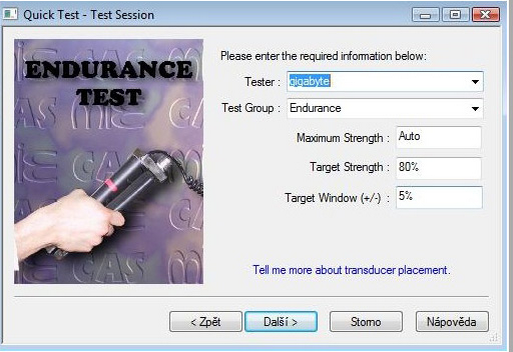 Quick Test - Test Session
ENDURANCE
TEST
Please enter the required information below:
Tester : gigabyte
Test Group : Endurance
Maximum Strength : Auto
Target Strength : 80%
Target Window (+/-) : 5%
Tell me more about transducer placement.
< Zpět
Další >
Storno
Nápověda